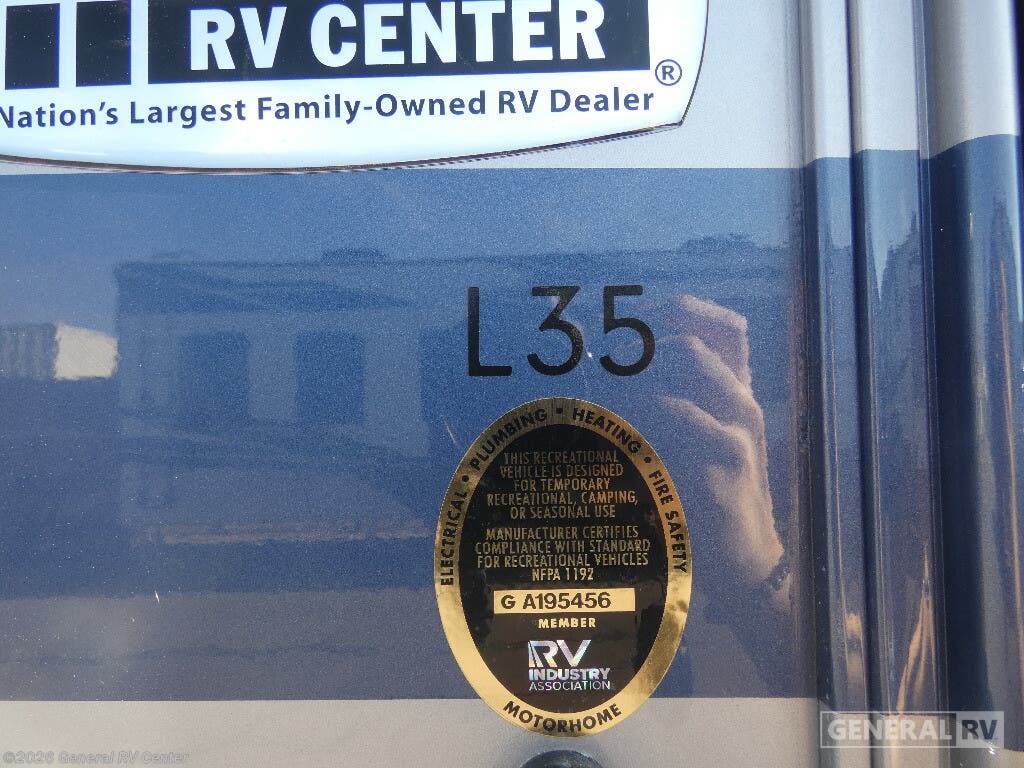 RV CENTER
Nation's Largest Family-Owned RV Dealer®
L35
ELECTRICAL • PLUMBING • HEATING • FIRE SAFETY
THIS RECREATIONAL
VEHICLE IS DESIGNED
FOR TEMPORARY
RECREATIONAL, CAMPING,
OR SEASONAL USE
MANUFACTURER CERTIFIES
COMPLIANCE WITH STANDARD
FOR RECREATIONAL VEHICLES
NFPA 1192
G A195456
MEMBER
RV
INDUSTRY
ASSOCIATION
MOTORHOME
GENERAL RV
©2026 General RV Center